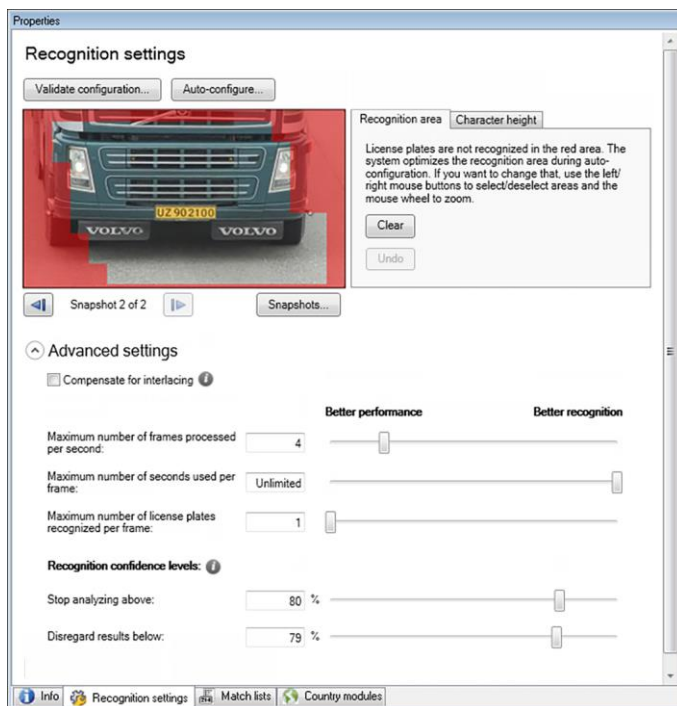 Properties
Recognition settings
Validate configuration...
Auto-configure...
UZ902100
VOLVO
VOLVO
Recognition area
Character height
License plates are not recognized in the red area. The
system optimizes the recognition area during auto-
configuration. If you want to change that, use the left/
right mouse buttons to select/deselect areas and the
mouse wheel to zoom.
Clear
Undo
Snapshot 2 of 2
Snapshots...
Advanced settings
Compensate for interlacing
Better performance
Better recognition
Maximum number of frames processed
per second:
4
Maximum number of seconds used per
frame:
Unlimited
Maximum number of license plates
recognized per frame:
1
Recognition confidence levels:
Stop analyzing above:
80 %
Disregard results below:
79 %
Info
Recognition settings
Match lists
Country modules